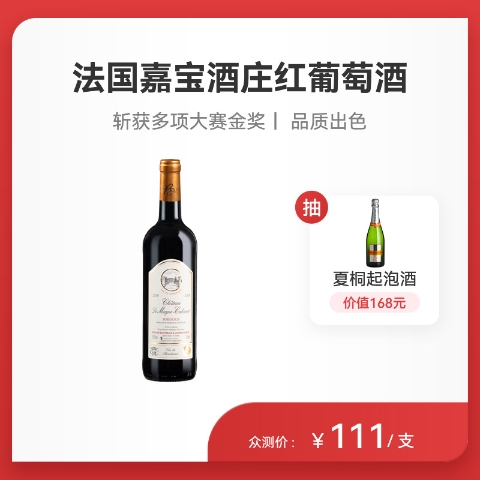 法国嘉宝酒庄红葡萄酒
斩获多项大赛金奖丨 品质出色
抽
夏桐起泡酒
价值168元
Château
BORDEAUX
众测价: ¥111/支